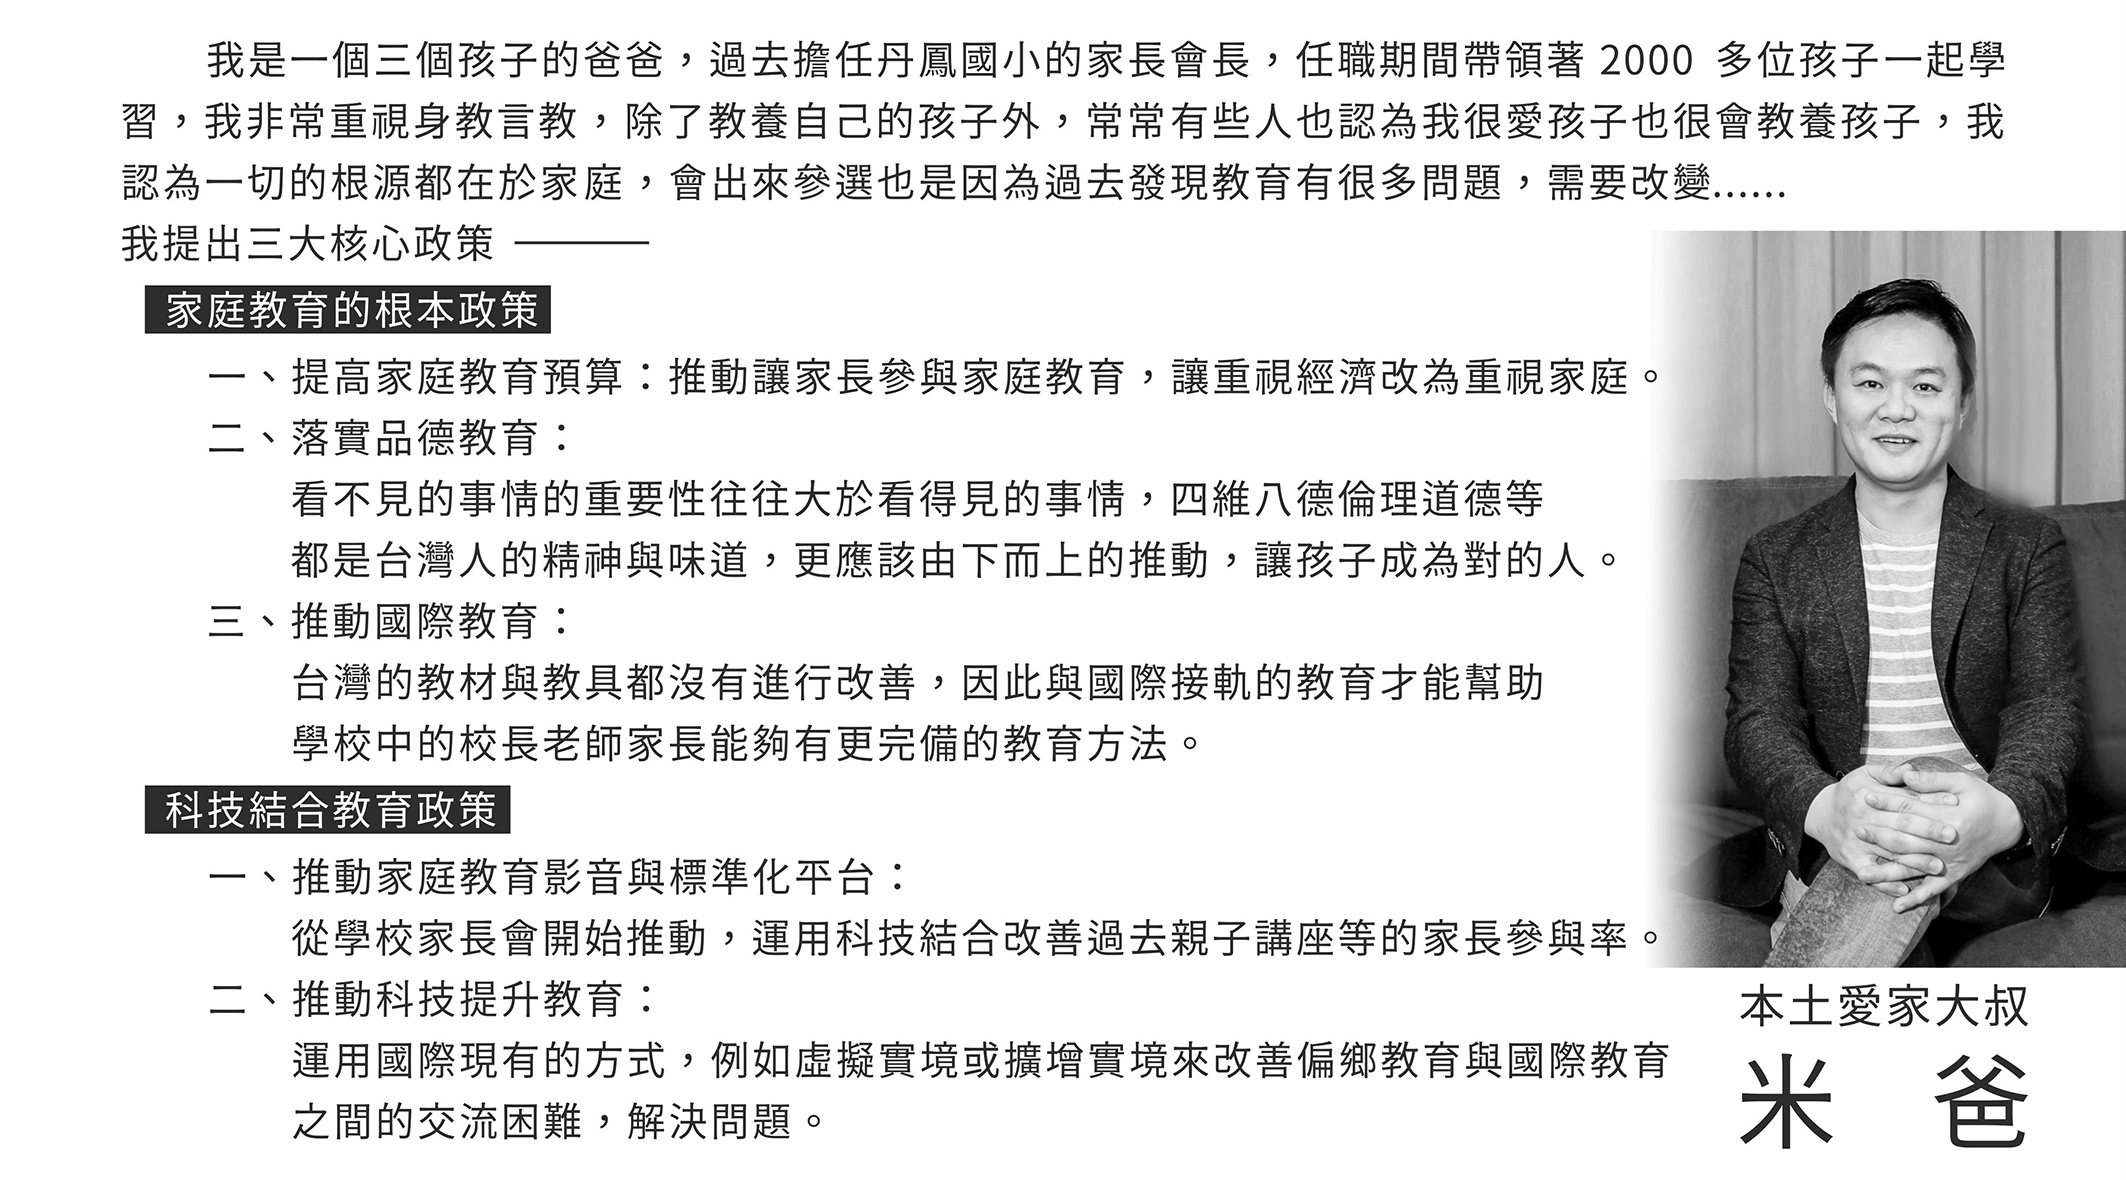 我是一個三個孩子的爸爸，過去擔任丹鳳國小的家長會長，任職期間帶領著 2000 多位孩子一起學
習，我非常重視身教言教，除了教養自己的孩子外，常常有些人也認為我很愛孩子也很會教養孩子，我
認為一切的根源都在於家庭，會出來參選也是因為過去發現教育有很多問題，需要改變......
我提出三大核心政策 ———
家庭教育的根本政策
一、提高家庭教育預算：推動讓家長參與家庭教育，讓重視經濟改為重視家庭。
二、落實品德教育：
看不見的事情的重要性往往大於看得見的事情，四維八德倫理道德等
都是台灣人的精神與味道，更應該由下而上的推動，讓孩子成為對的人。
三、推動國際教育：
台灣的教材與教具都沒有進行改善，因此與國際接軌的教育才能幫助
學校中的校長老師家長能夠有更完備的教育方法。
科技結合教育政策
一、推動家庭教育影音與標準化平台：
從學校家長會開始推動，運用科技結合改善過去親子講座等的家長參與率。
二、推動科技提升教育：
運用國際現有的方式，例如虛擬實境或擴增實境來改善偏鄉教育與國際教育
之間的交流困難，解決問題。
本土愛家大叔
米 爸